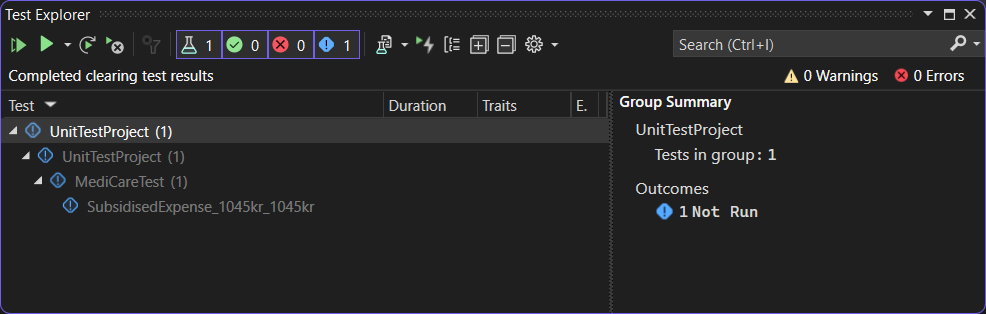 Test Explorer
1 0 0 1 Search (Ctrl+I)
Completed clearing test results 0 Warnings 0 Errors
Test Duration Traits E. Group Summary
UnitTestProject (1) UnitTestProject
UnitTestProject (1) Tests in group: 1
MediCareTest (1) Outcomes
SubsidisedExpense_1045kr_1045kr 1 Not Run